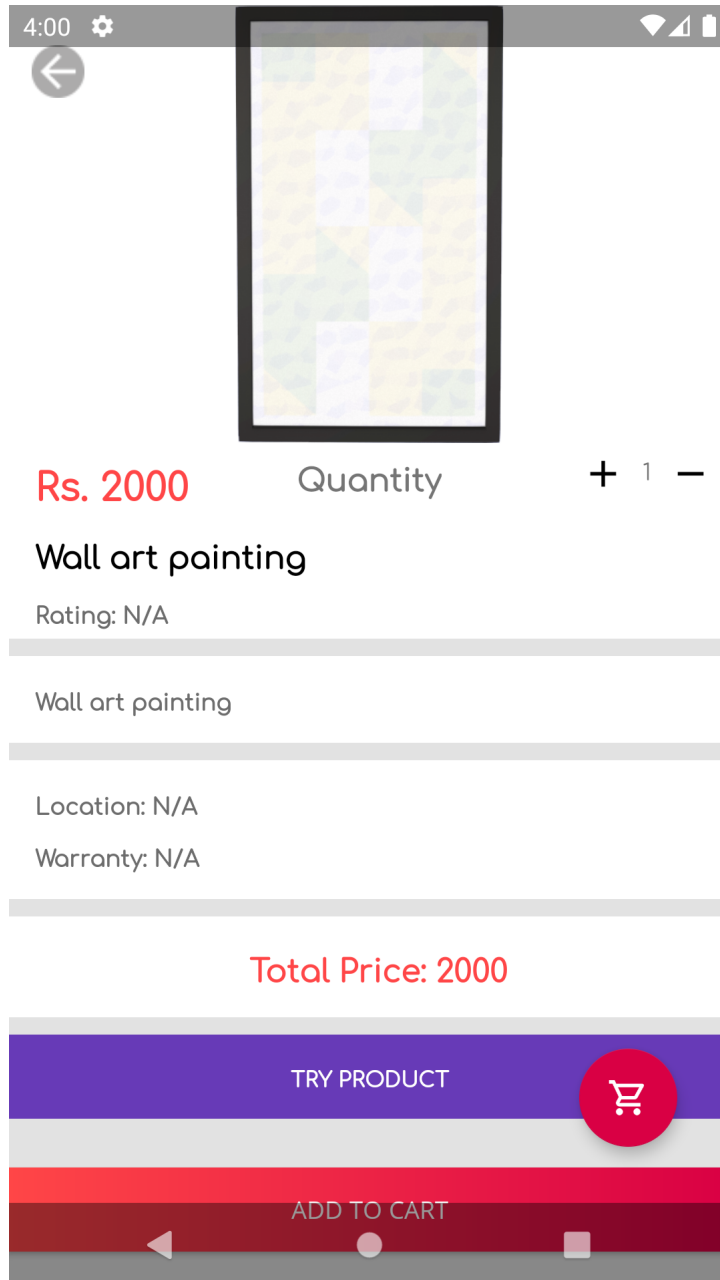 4:00
Rs. 2000 Quantity + 1 −
Wall art painting
Rating: N/A
Wall art painting
Location: N/A
Warranty: N/A
Total Price: 2000
TRY PRODUCT
ADD TO CART